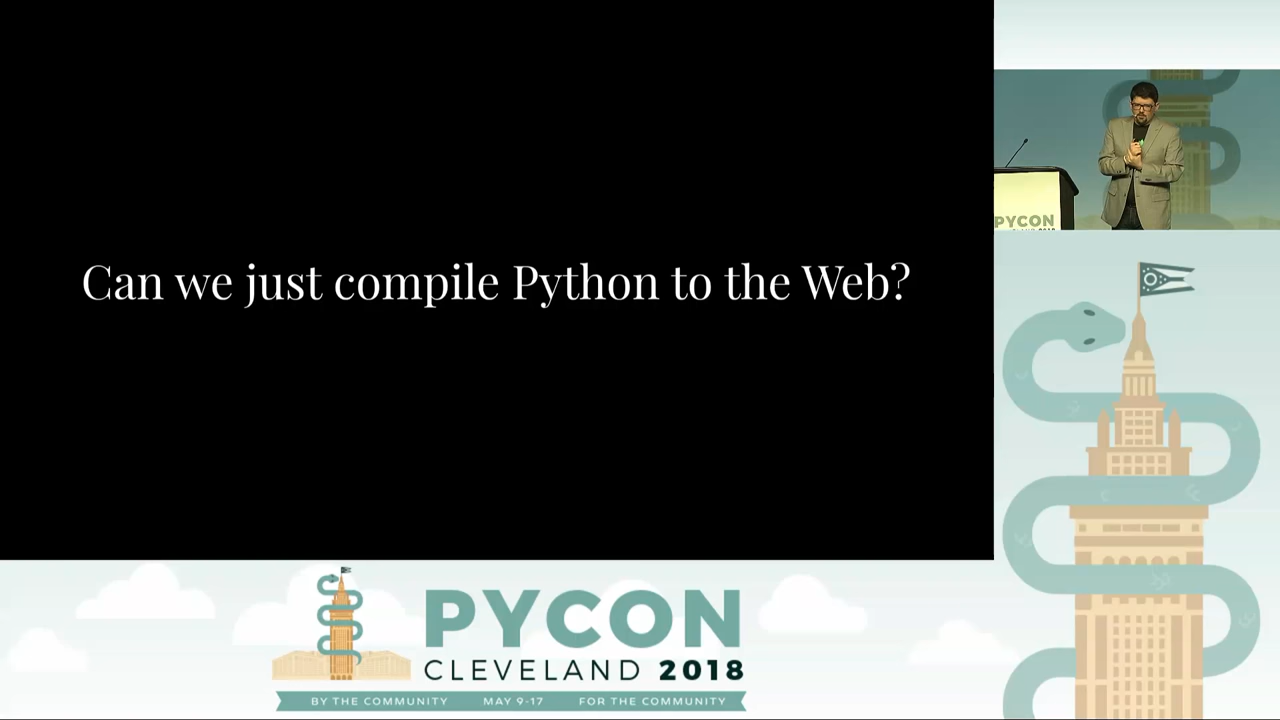 Can we just compile Python to the Web?
PYCON
PYCON
CLEVELAND 2018
BY THE COMMUNITY MAY 9-17 FOR THE COMMUNITY